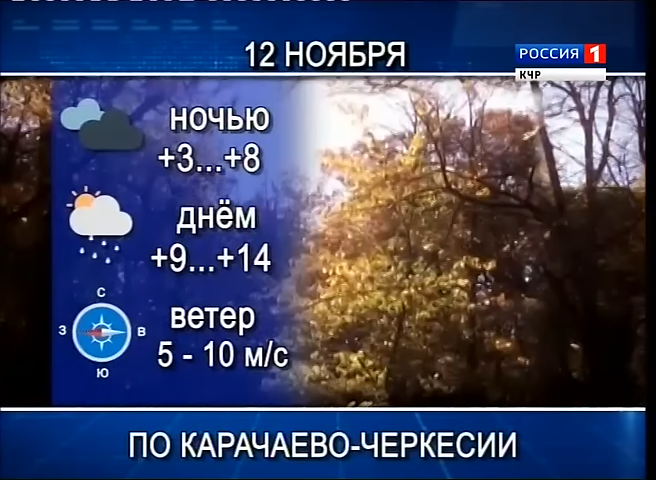 12 НОЯБРЯ
РОССИЯ 1
КЧР
НОЧЬЮ
+3...+8
ДНЁМ
+9...+14
С
З
В
Ю
ветер
5 - 10 м/с
ПО КАРАЧАЕВО-ЧЕРКЕСИИ